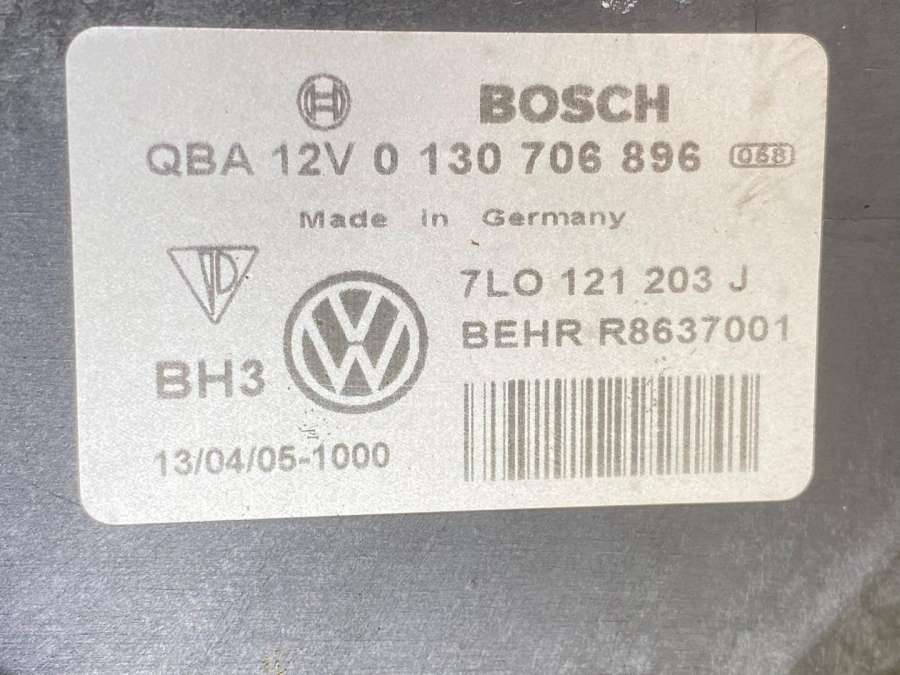 BOSCH
QBA 12V 0 130 706 896 068
Made in Germany
7LO 121 203 J
BEHR R8637001
BH3
13/04/05-1000